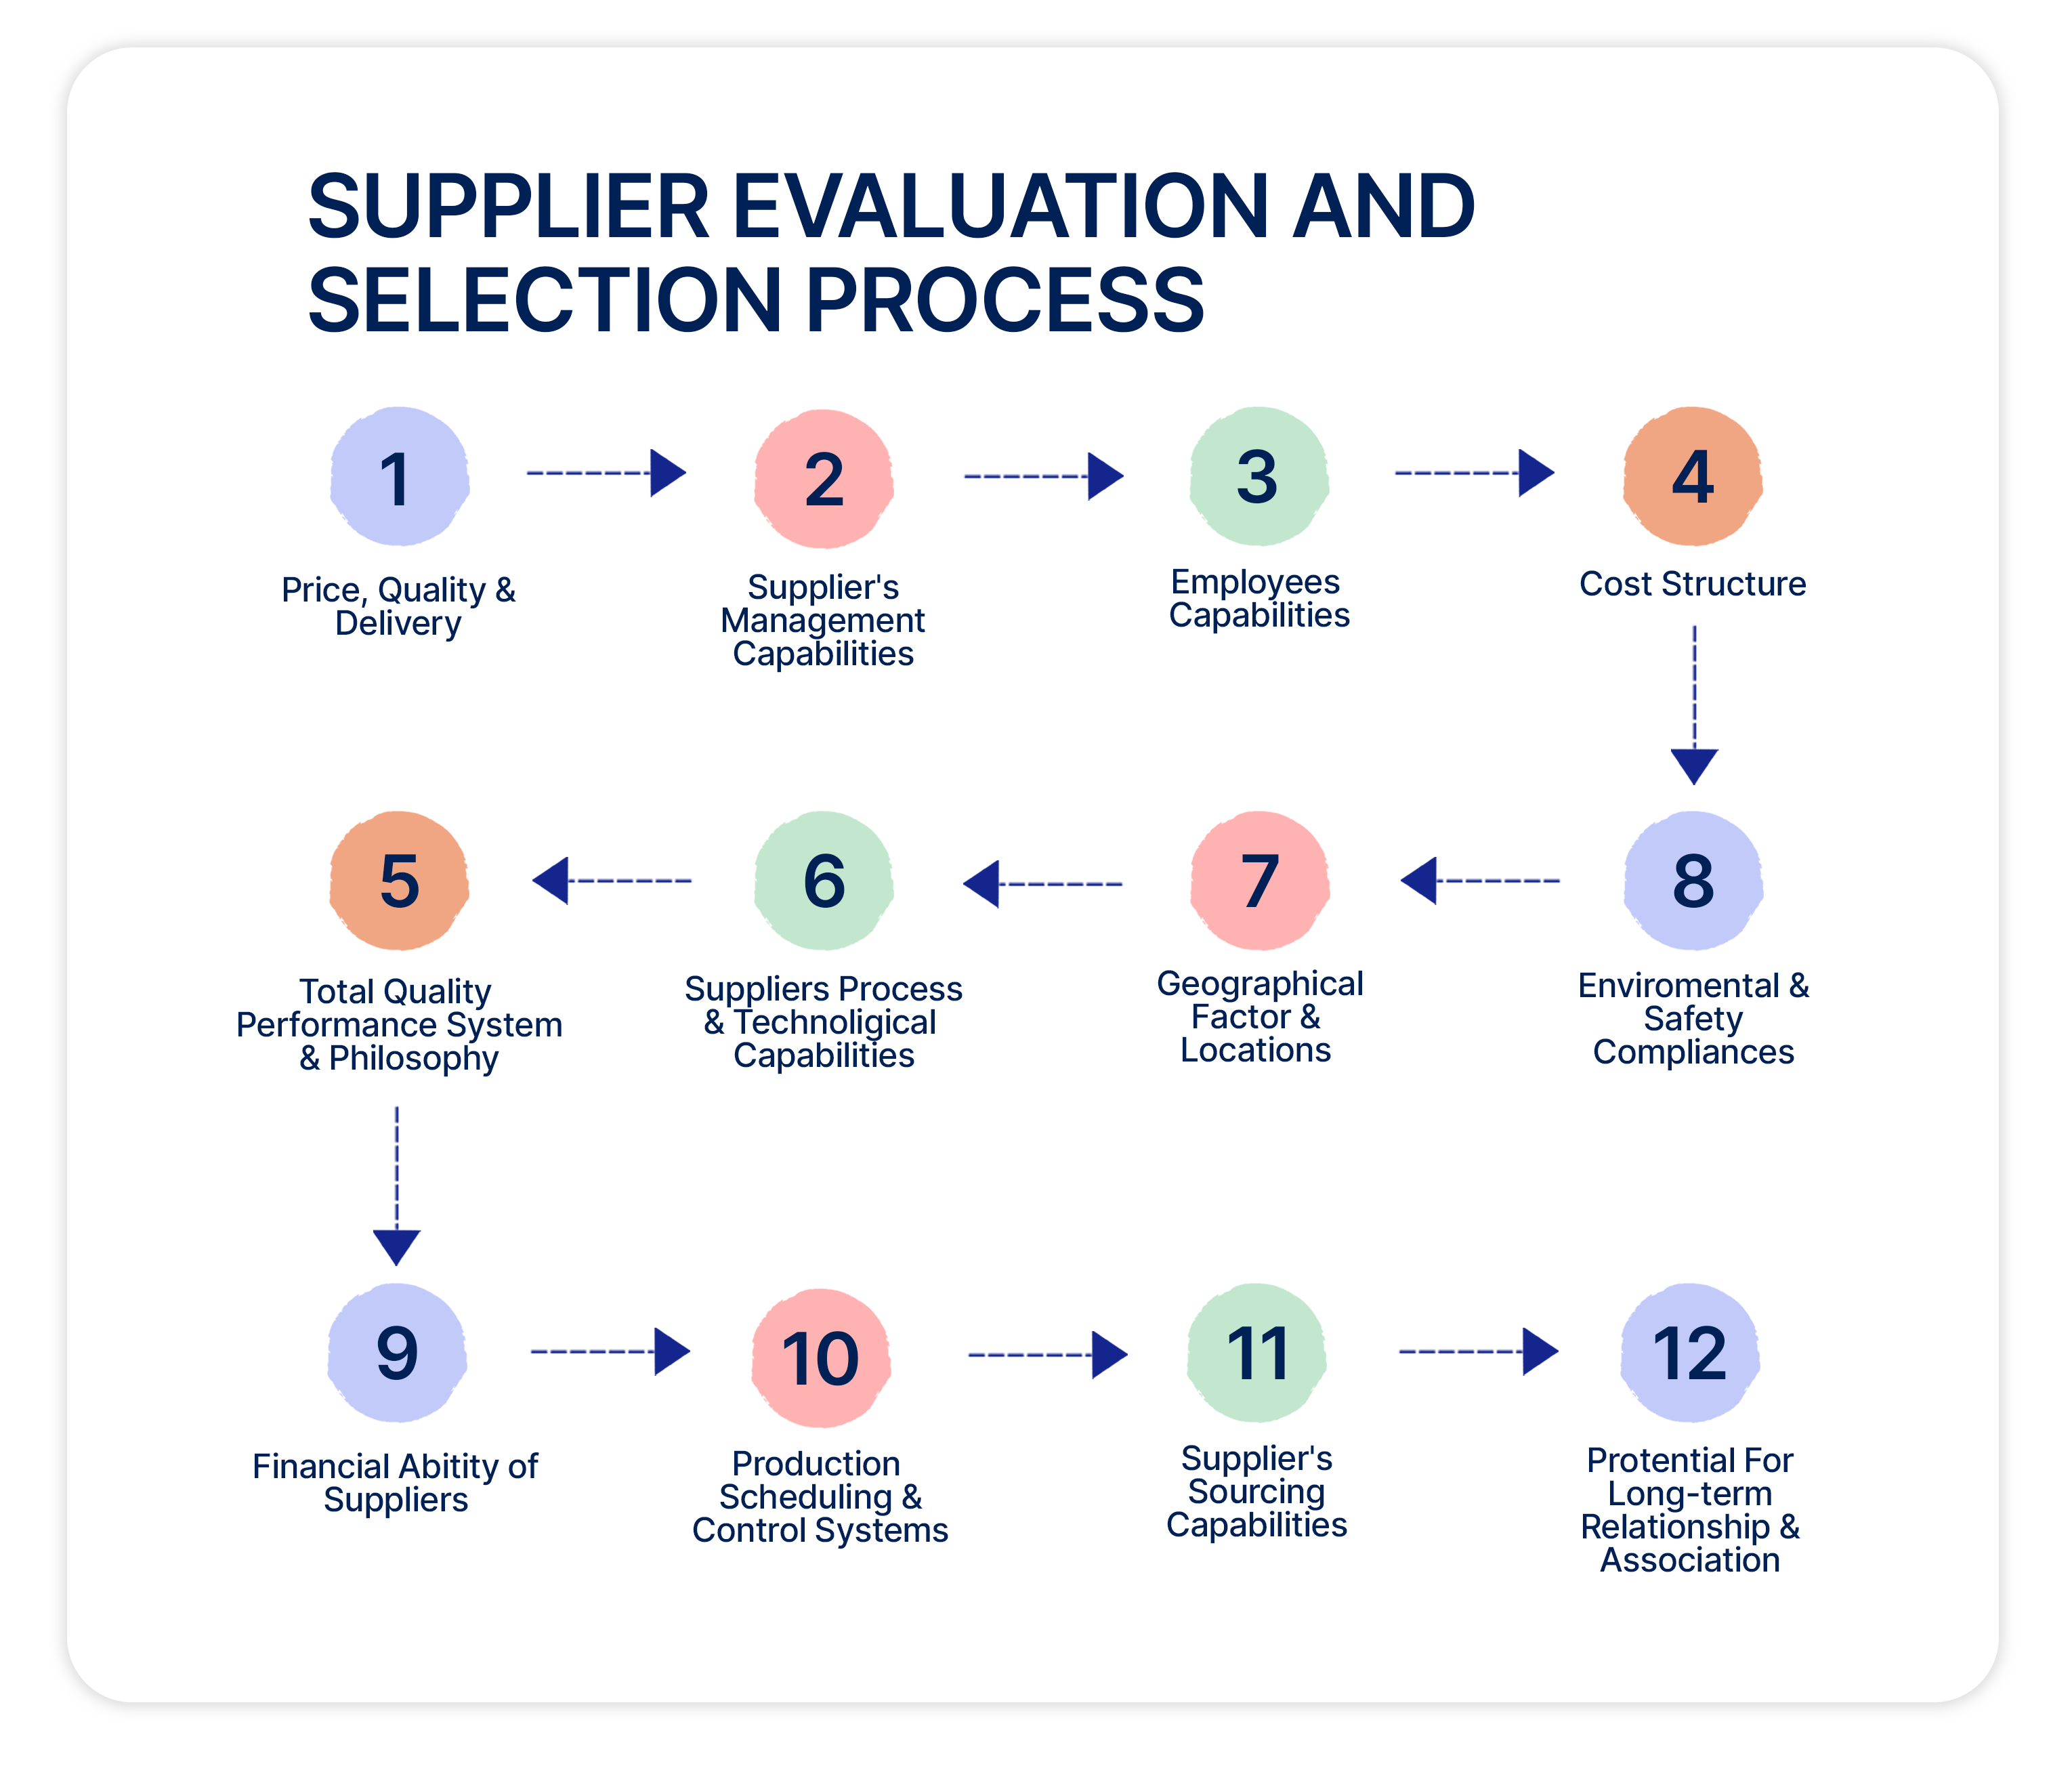 SUPPLIER EVALUATION AND
SELECTION PROCESS
1
Price, Quality &
Delivery
2
Supplier's
Management
Capabilities
3
Employees
Capabilities
4
Cost Structure
5
Total Quality
Performance System
& Philosophy
6
Suppliers Process
& Technoligical
Capabilities
7
Geographical
Factor &
Locations
8
Enviromental &
Safety
Compliances
9
Financial Abitity of
Suppliers
10
Production
Scheduling &
Control Systems
11
Supplier's
Sourcing
Capabilities
12
Protential For
Long-term
Relationship &
Association